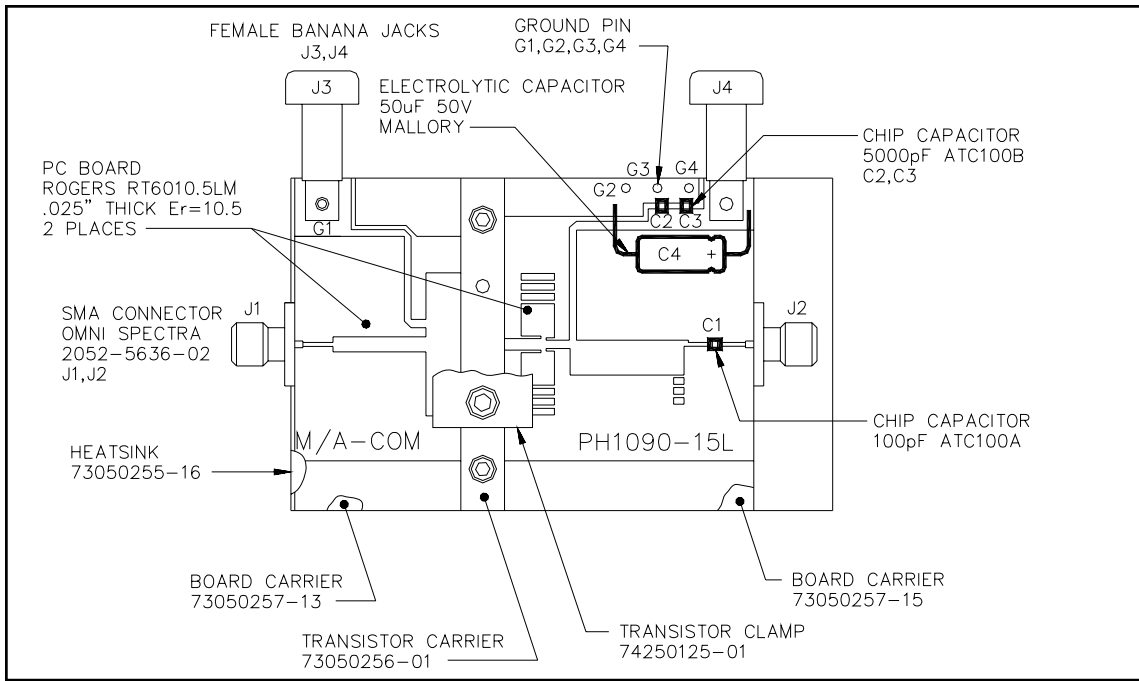 FEMALE BANANA JACKS
J3,J4
GROUND PIN
G1,G2,G3,G4
J3
ELECTROLYTIC CAPACITOR
50uF 50V
MALLORY
J4
CHIP CAPACITOR
5000pF ATC100B
C2,C3
PC BOARD
ROGERS RT6010.5LM
.025" THICK Er=10.5
2 PLACES
G3
G4
G2
G1
C2
C3
C4
+
SMA CONNECTOR
OMNI SPECTRA
2052-5636-02
J1,J2
J1
C1
J2
CHIP CAPACITOR
100pF ATC100A
M/A-COM
PH1090-15L
HEATSINK
73050255-16
BOARD CARRIER
73050257-13
BOARD CARRIER
73050257-15
TRANSISTOR CARRIER
73050256-01
TRANSISTOR CLAMP
74250125-01